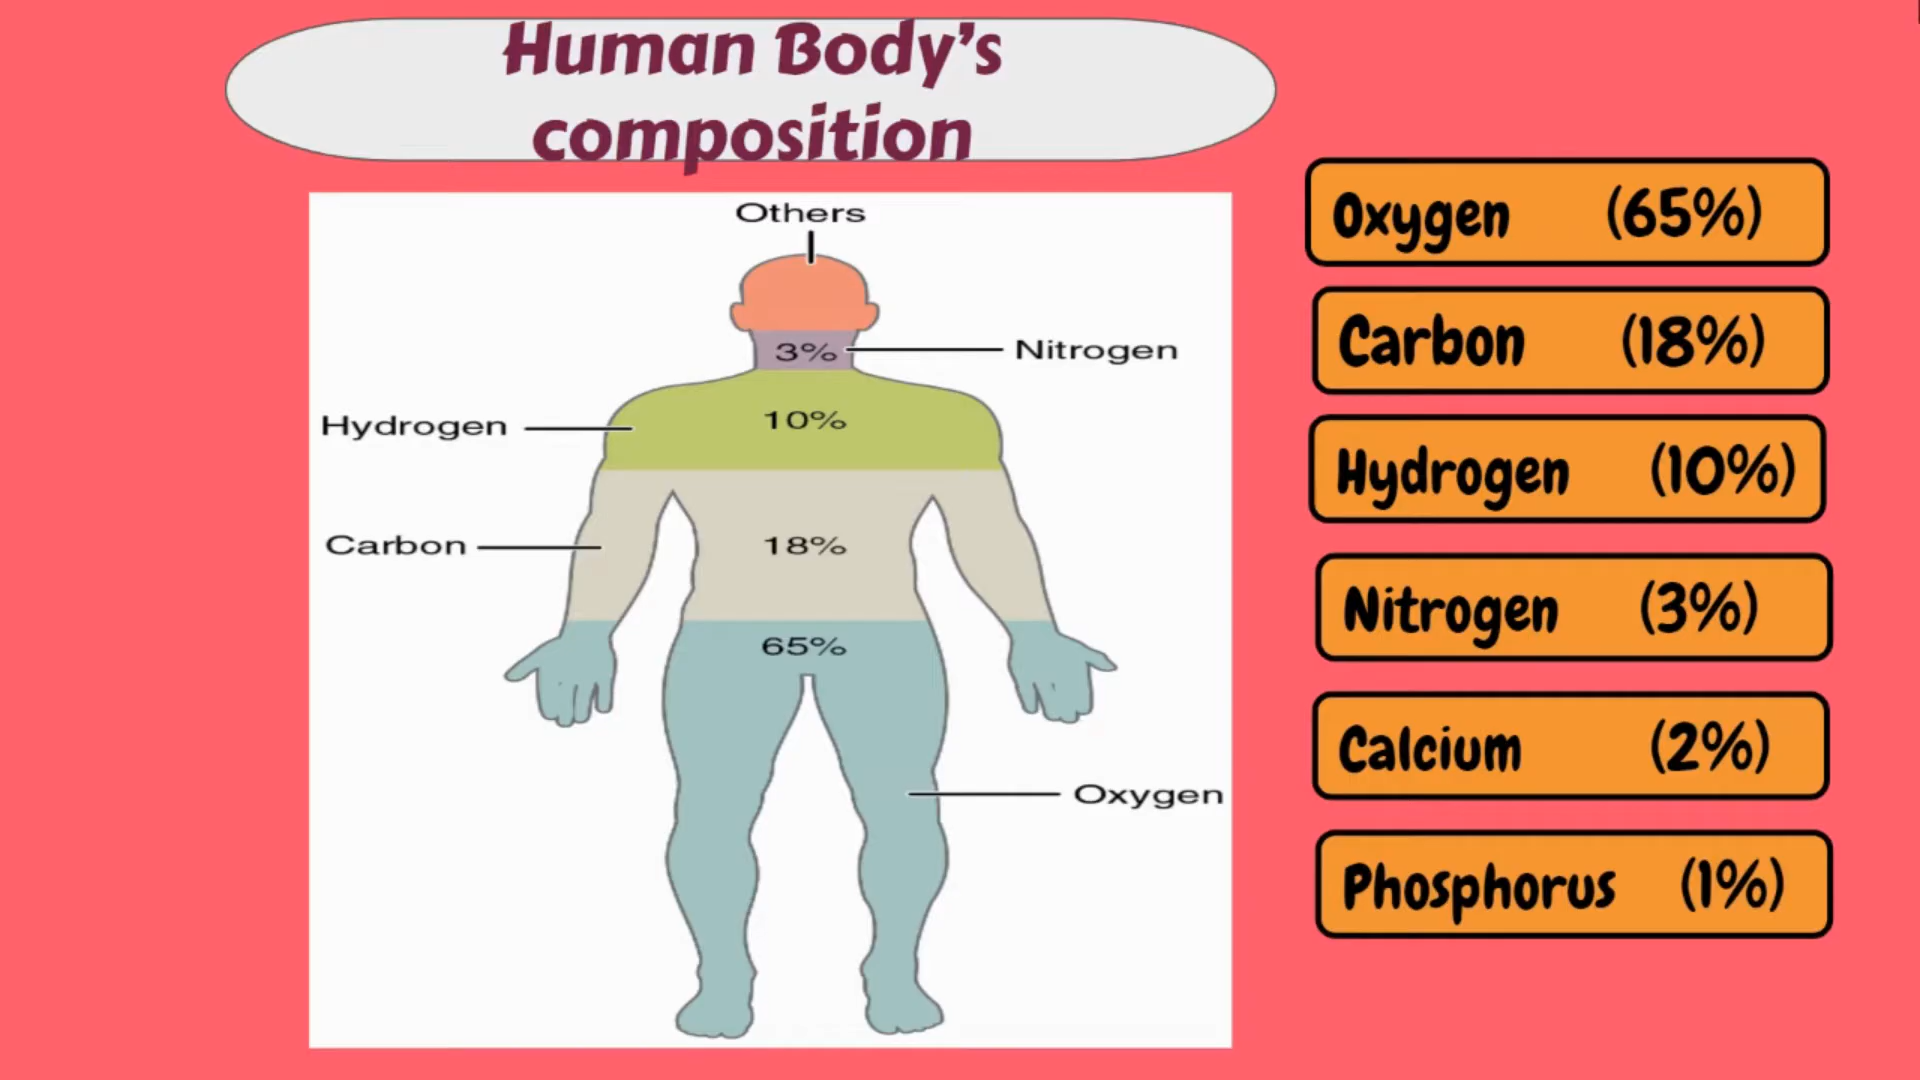 Human Body's
composition
Others
3%
Nitrogen
Hydrogen
10%
Carbon
18%
65%
Oxygen
Oxygen (65%)
Carbon (18%)
Hydrogen (10%)
Nitrogen (3%)
Calcium (2%)
Phosphorus (1%)